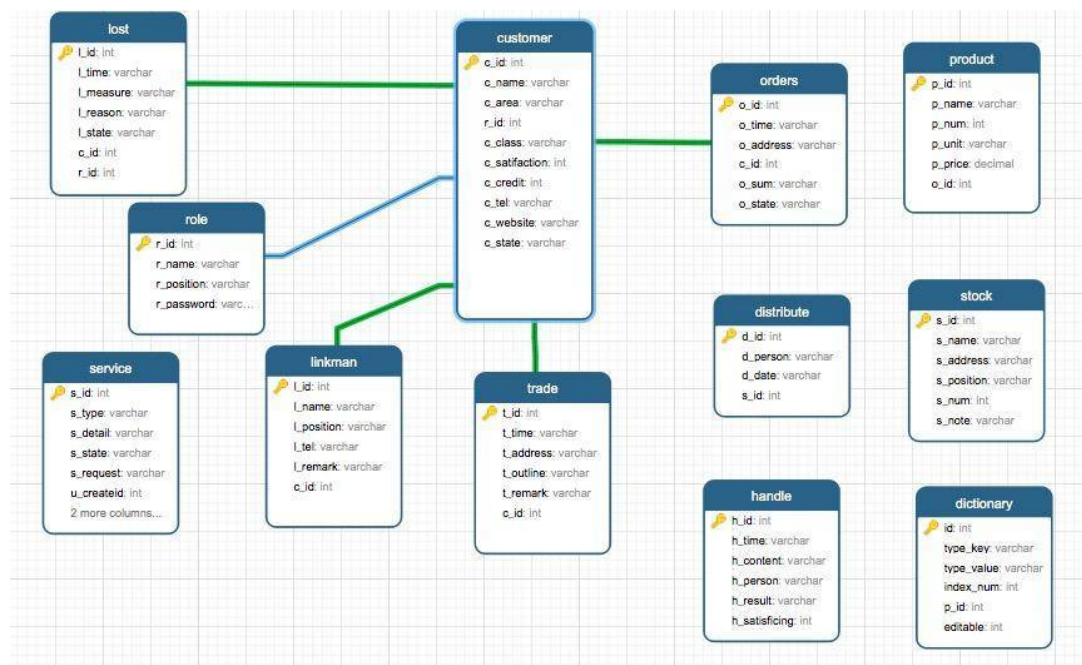 lost
l_id: int
l_time: varchar
l_measure: varchar
l_reason: varchar
l_state: varchar
c_id: int
r_id: int
customer
c_id: int
c_name: varchar
c_area: varchar
r_id: int
c_class: varchar
c_satifaction: int
c_credit: int
c_tel: varchar
c_website: varchar
c_state: varchar
orders
o_id: int
o_time: varchar
o_address: varchar
c_id: int
o_sum: varchar
o_state: varchar
product
p_id: int
p_name: varchar
p_num: int
p_unit: varchar
p_price: decimal
o_id: int
role
r_id: int
r_name: varchar
r_position: varchar
r_password: varc...
service
s_id: int
s_type: varchar
s_detail: varchar
s_state: varchar
s_request: varchar
u_createid: int
2 more columns...
linkman
l_id: int
l_name: varchar
l_position: varchar
l_tel: varchar
l_remark: varchar
c_id: int
trade
t_id: int
t_time: varchar
t_address: varchar
t_outline: varchar
t_remark: varchar
c_id: int
distribute
d_id: int
d_person: varchar
d_date: varchar
s_id: int
stock
s_id: int
s_name: varchar
s_address: varchar
s_position: varchar
s_num: int
s_note: varchar
handle
h_id: int
h_time: varchar
h_content: varchar
h_person: varchar
h_result: varchar
h_satisficing: int
dictionary
id: int
type_key: varchar
type_value: varchar
index_num: int
p_id: int
editable: int